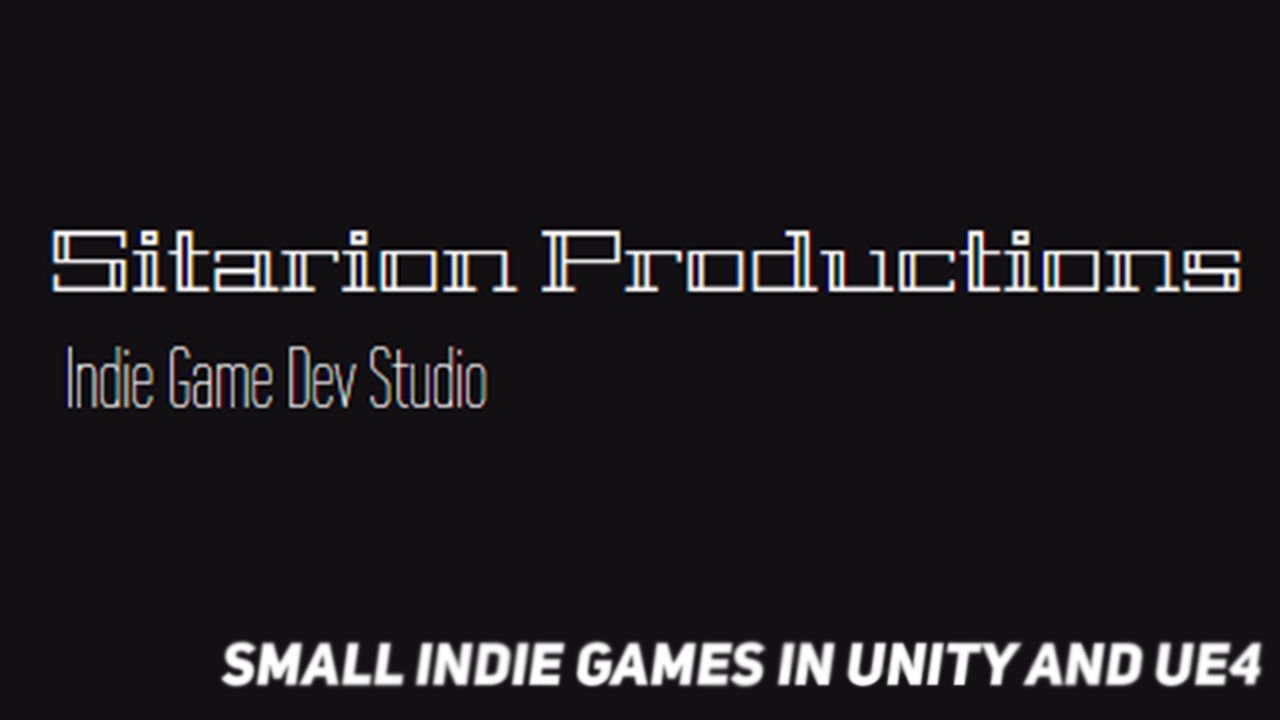 Sitarion Productions
Indie Game Dev Studio
SMALL INDIE GAMES IN UNITY AND UE4